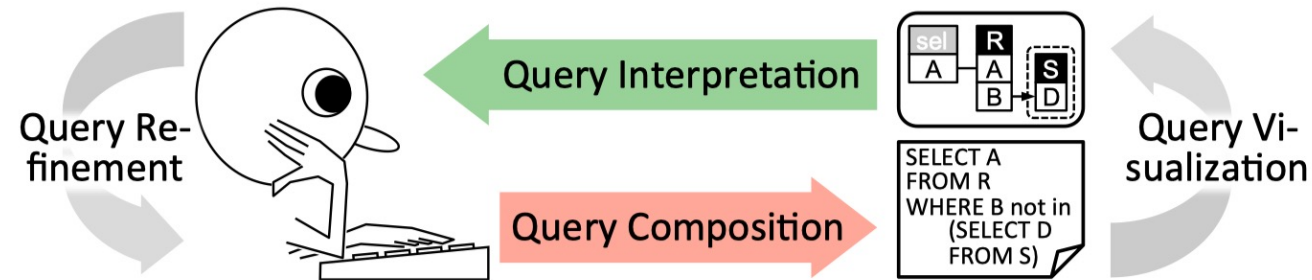 Query Re-
finement
Query Interpretation
Query Composition
sel
A
R
A
B
S
D
SELECT A
FROM R
WHERE B not in
(SELECT D
FROM S)
Query Vi-
sualization